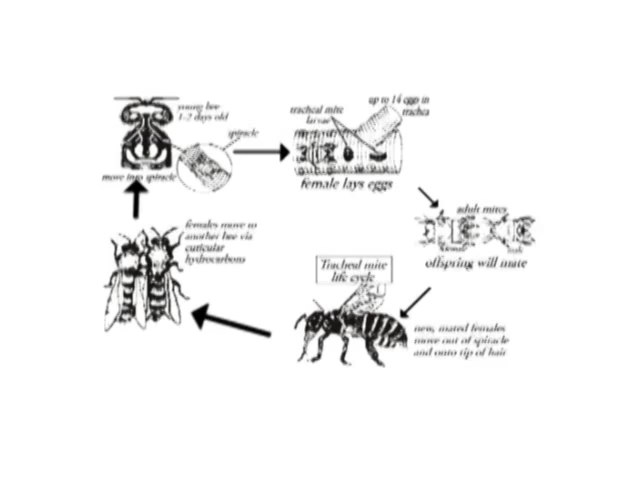 young bee
1-2 days old
spiracle
move into spiracle
tracheal mite
larvae
up to 14 eggs in
trachea
female lays eggs
adult mites
female
male
offspring will mate
Tracheal mite
life cycle
new, mated females
move out of spiracle
and onto tip of hair
females move to
another bee via
cuticular
hydrocarbons